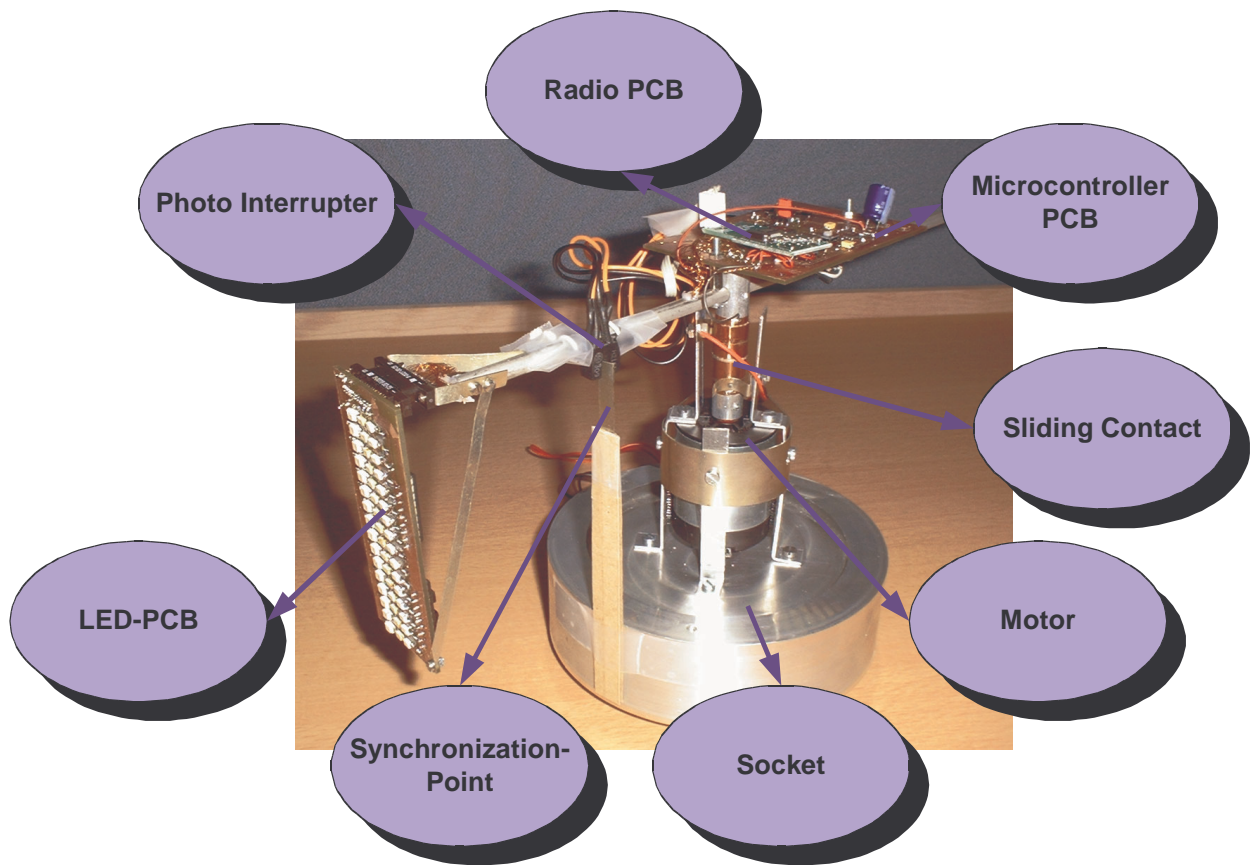 Radio PCB
Photo Interrupter
Microcontroller
PCB
Sliding Contact
LED-PCB
Motor
Synchronization-
Point
Socket